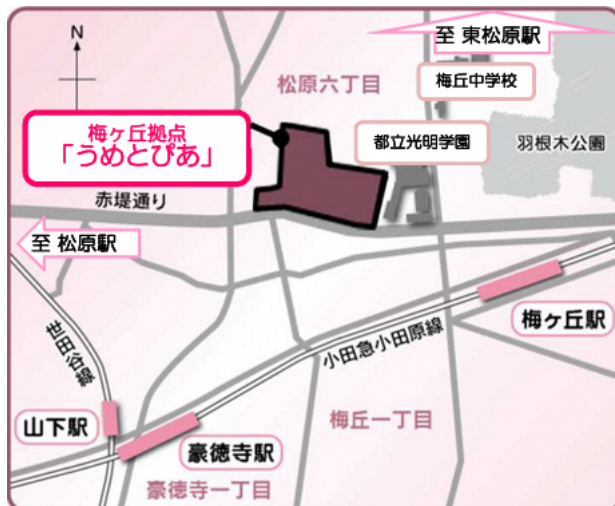 N
至 東松原駅
松原六丁目
梅丘中学校
梅ヶ丘拠点
「うめとぴあ」
都立光明学園
羽根木公園
赤堤通り
至 松原駅
世田谷線
小田急小田原線
梅ヶ丘駅
山下駅
豪徳寺駅
梅丘一丁目
豪徳寺一丁目